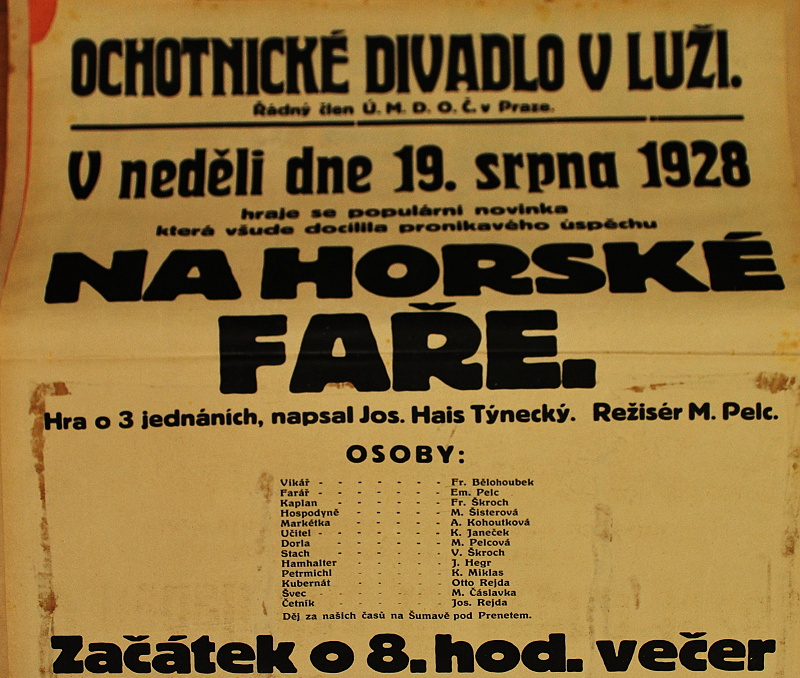 OCHOTNICKÉ DIVADLO V LUŽI.
Řádný člen Ú. M. D. O. Č. v Praze.
V neděli dne 19. srpna 1928
hraje se populární novinka
která všude docílila pronikavého úspěchu
NA HORSKÉ
FAŘE.
Hra o 3 jednáních, napsal Jos. Hais Týnecký. Režisér M. Pelc.
OSOBY:
Vikář - - - - - - - Fr. Bělohoubek
Farář - - - - - - - Em. Pelc
Kaplan - - - - - - Fr. Škroch
Hospodyně - - - - - - M. Šisterová
Markétka - - - - - - A. Kohoutková
Učitel - - - - - - - K. Janeček
Dorla - - - - - - M. Pelcová
Stach - - - - - - V. Škroch
Hamhalter - - - - - - J. Hegr
Petrmichl - - - - - - K. Miklas
Kubernát - - - - - - Otto Rejda
Švec - - - - - - - M. Čáslavka
Četník - - - - - - Jos. Rejda
Děj za našich časů na Šumavě pod Prenetem.
Začátek o 8. hod. večer